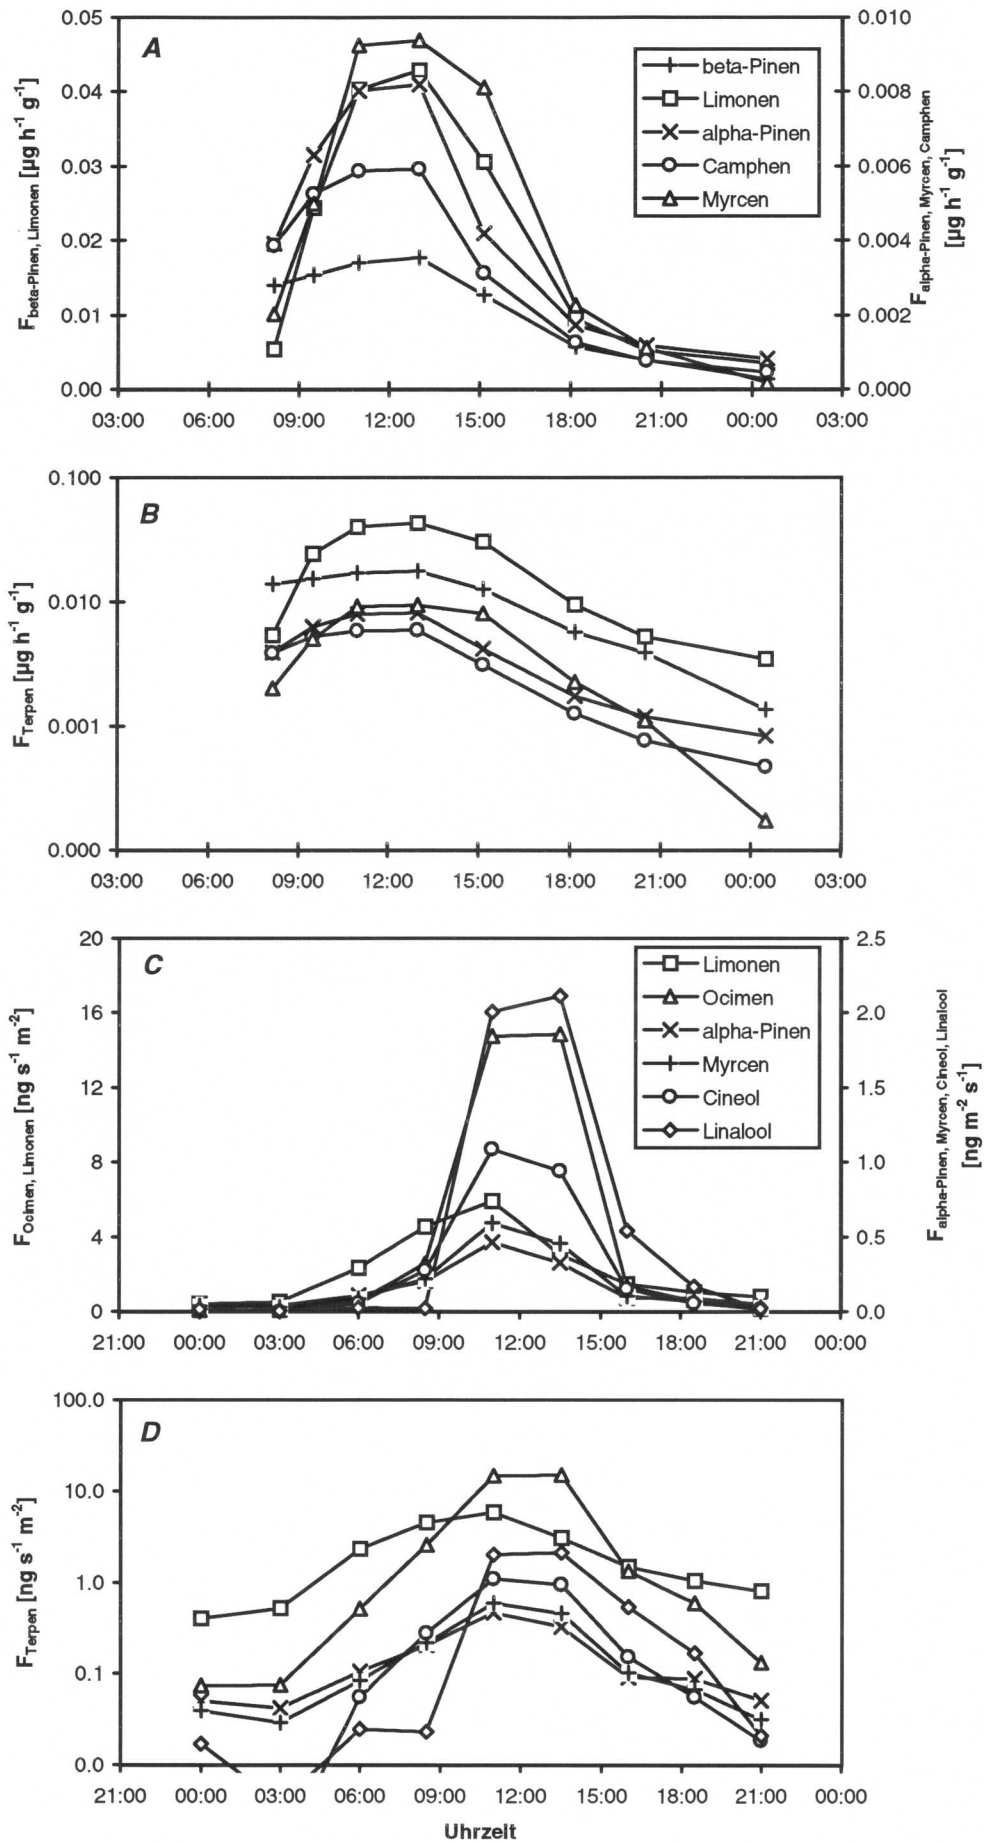 A
0.05
0.04
0.03
0.02
0.01
0.00
F beta-Pinen, Limonen [µg h-1 g-1]
0.010
0.008
0.006
0.004
0.002
0.000
F alpha-Pinen, Myrcen, Camphen
[µg h-1 g-1]
beta-Pinen
Limonen
alpha-Pinen
Camphen
Myrcen
03:00 06:00 09:00 12:00 15:00 18:00 21:00 00:00 03:00
B
0.100
0.010
0.001
0.000
F Terpen [µg h-1 g-1]
03:00 06:00 09:00 12:00 15:00 18:00 21:00 00:00 03:00
C
20
16
12
8
4
0
F Ocimen, Limonen [ng s-1 m-2]
2.5
2.0
1.5
1.0
0.5
0.0
F alpha-Pinen, Myrcen, Cineol, Linalool
[ng m-2 s-1]
Limonen
Ocimen
alpha-Pinen
Myrcen
Cineol
Linalool
21:00 00:00 03:00 06:00 09:00 12:00 15:00 18:00 21:00 00:00
D
100.0
10.0
1.0
0.1
0.0
F Terpen [ng s-1 m-2]
21:00 00:00 03:00 06:00 09:00 12:00 15:00 18:00 21:00 00:00
Uhrzeit